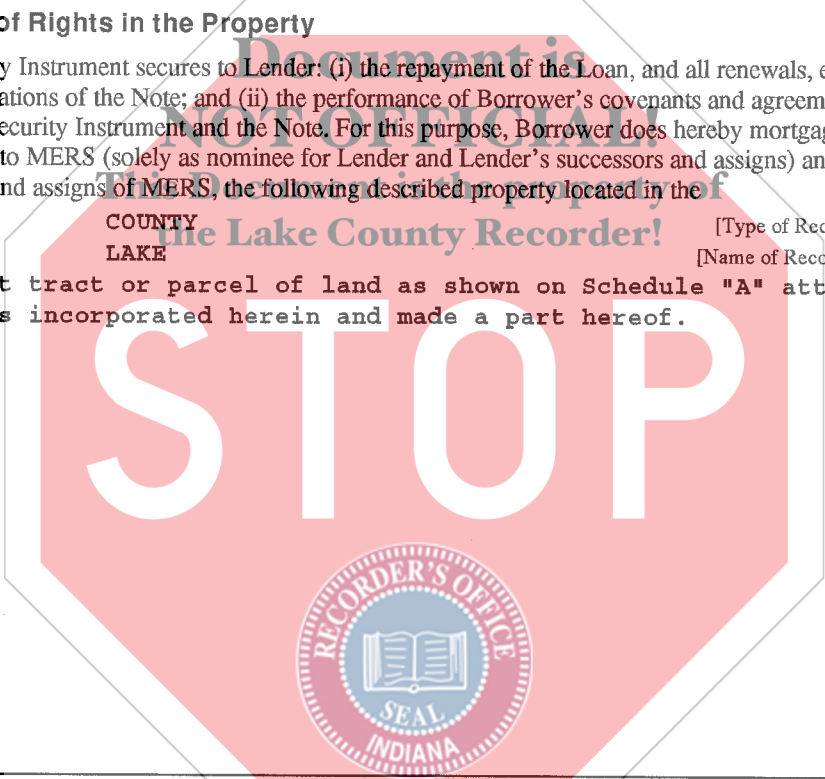 of Rights in the Property
Document is
y Instrument secures to Lender: (i) the repayment of the Loan, and all renewals, e
ations of the Note; and (ii) the performance of Borrower's covenants and agreem
NOT OFFICIAL!
ecurity Instrument and the Note. For this purpose, Borrower does hereby mortgag
to MERS (solely as nominee for Lender and Lender's successors and assigns) an
nd assigns of MERS, the following described property located in the
This Document is the property of
COUNTY [Type of Rec
the Lake County Recorder!
LAKE [Name of Reco
t tract or parcel of land as shown on Schedule "A" att
s incorporated herein and made a part hereof.
STOP
RECORDER'S OFFICE
SEAL
INDIANA